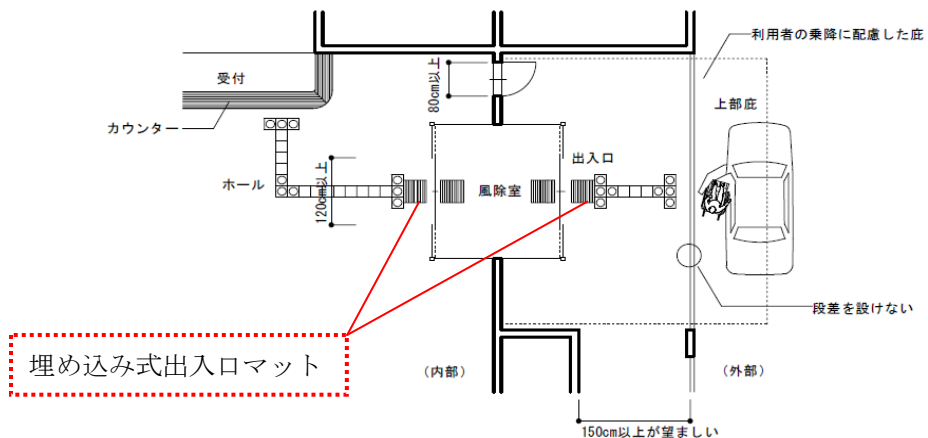 利用者の乗降に配慮した庇
受付
80cm以上
上部庇
カウンター
出入口
ホール
120cm以上
風除室
段差を設けない
埋め込み式出入口マット
(内部)
(外部)
150cm以上が望ましい